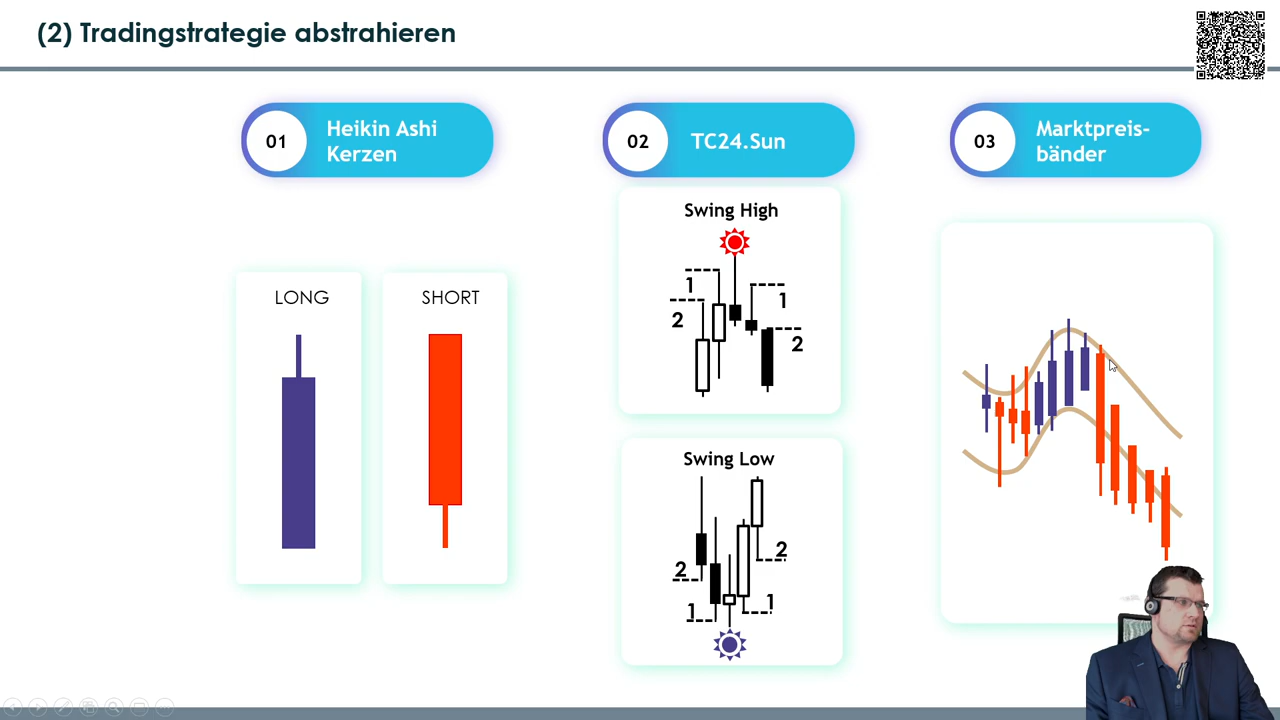 (2) Tradingstrategie abstrahieren
01
Heikin Ashi
Kerzen
LONG
SHORT
02
TC24.Sun
Swing High
1
2
1
2
Swing Low
2
1
2
1
03
Marktpreis-
bänder